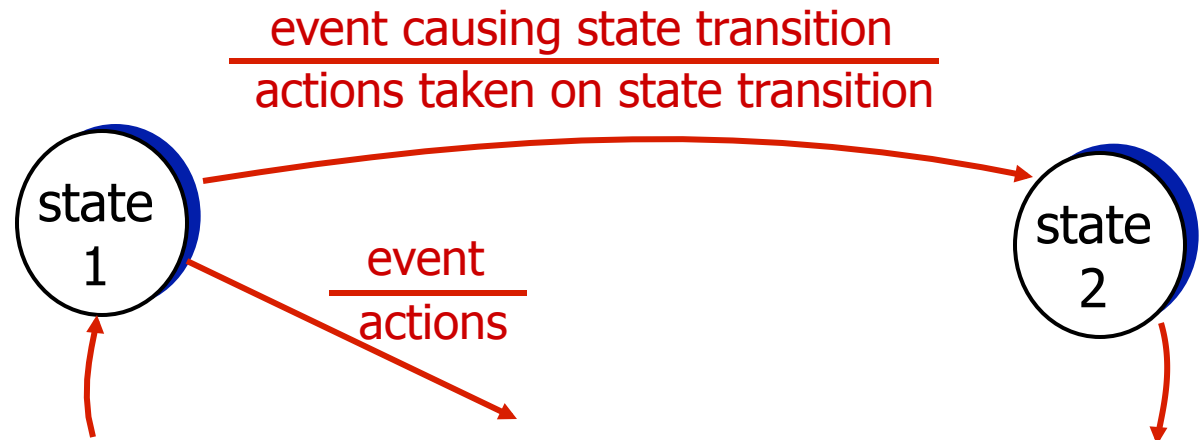 event causing state transition
actions taken on state transition
state
1
event
actions
state
2